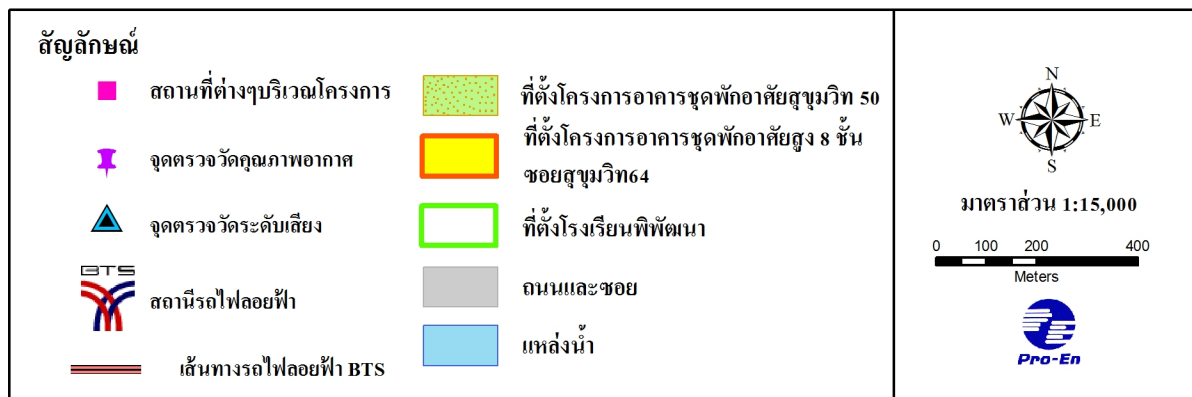 สัญลักษณ์
สถานที่ต่างๆบริเวณโครงการ
จุดตรวจวัดคุณภาพอากาศ
จุดตรวจวัดระดับเสียง
BTS
สถานีรถไฟลอยฟ้า
เส้นทางรถไฟลอยฟ้า BTS
ที่ตั้งโครงการอาคารชุดพักอาศัยสุขุมวิท 50
ที่ตั้งโครงการอาคารชุดพักอาศัยสูง 8 ชั้น
ซอยสุขุมวิท64
ที่ตั้งโรงเรียนพิพัฒนา
ถนนและซอย
แหล่งน้ำ
N
W E
S
มาตราส่วน 1:15,000
0 100 200 400
Meters
Pro-En